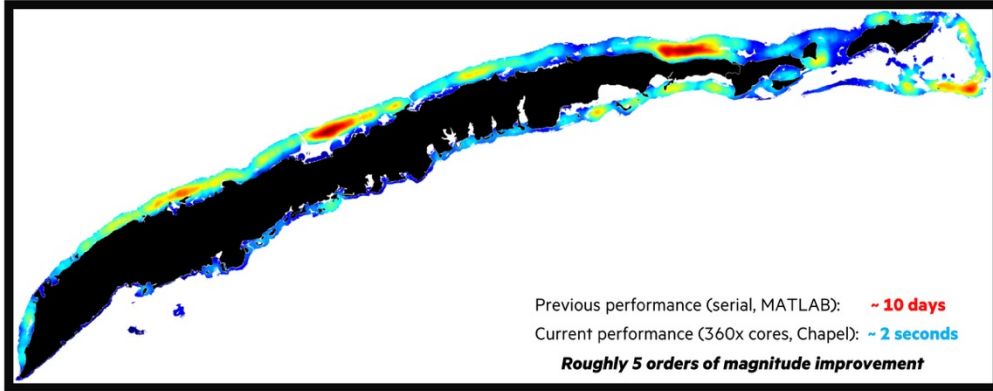 Previous performance (serial, MATLAB): ~ 10 days
Current performance (360x cores, Chapel): ~ 2 seconds
Roughly 5 orders of magnitude improvement